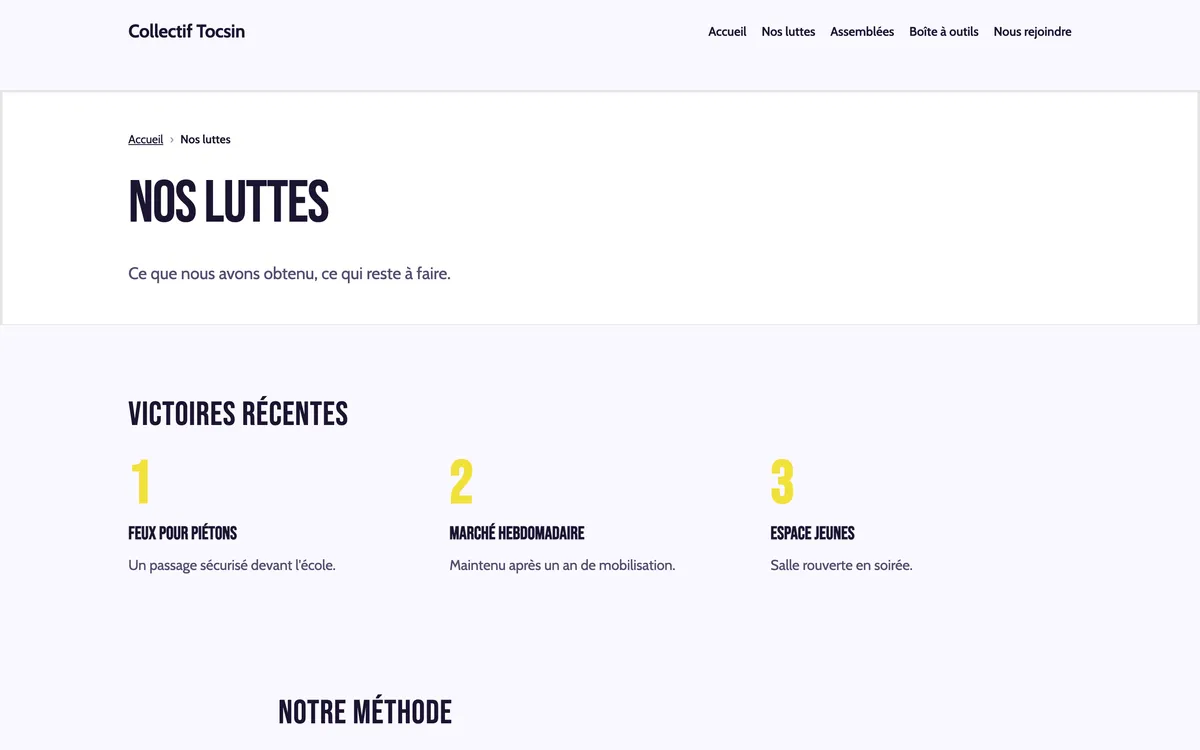 Collectif Tocsin
Accueil Nos luttes Assemblées Boîte à outils Nous rejoindre
Accueil › Nos luttes
NOS LUTTES
Ce que nous avons obtenu, ce qui reste à faire.
VICTOIRES RÉCENTES
1
FEUX POUR PIÉTONS
Un passage sécurisé devant l'école.
2
MARCHÉ HEBDOMADAIRE
Maintenu après un an de mobilisation.
3
ESPACE JEUNES
Salle rouverte en soirée.
NOTRE MÉTHODE